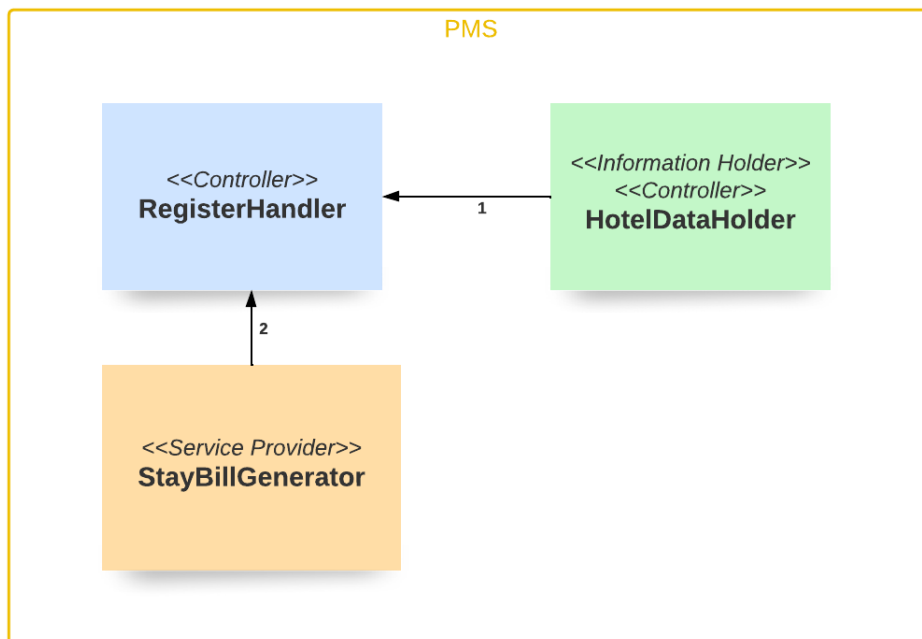 PMS
<<Controller>>
RegisterHandler
<<Information Holder>>
<<Controller>>
HotelDataHolder
1
2
<<Service Provider>>
StayBillGenerator